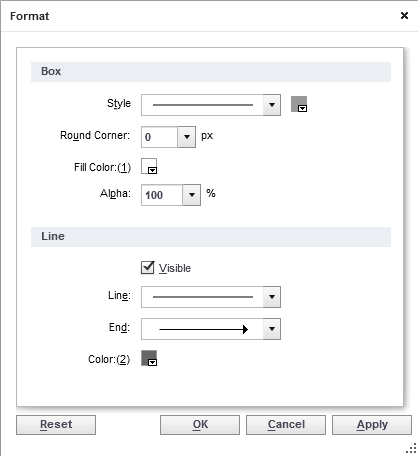 Format
Box
Style
Round Corner: 0 px
Fill Color:(1)
Alpha: 100 %
Line
Visible
Line:
End:
Color:(2)
Reset OK Cancel Apply